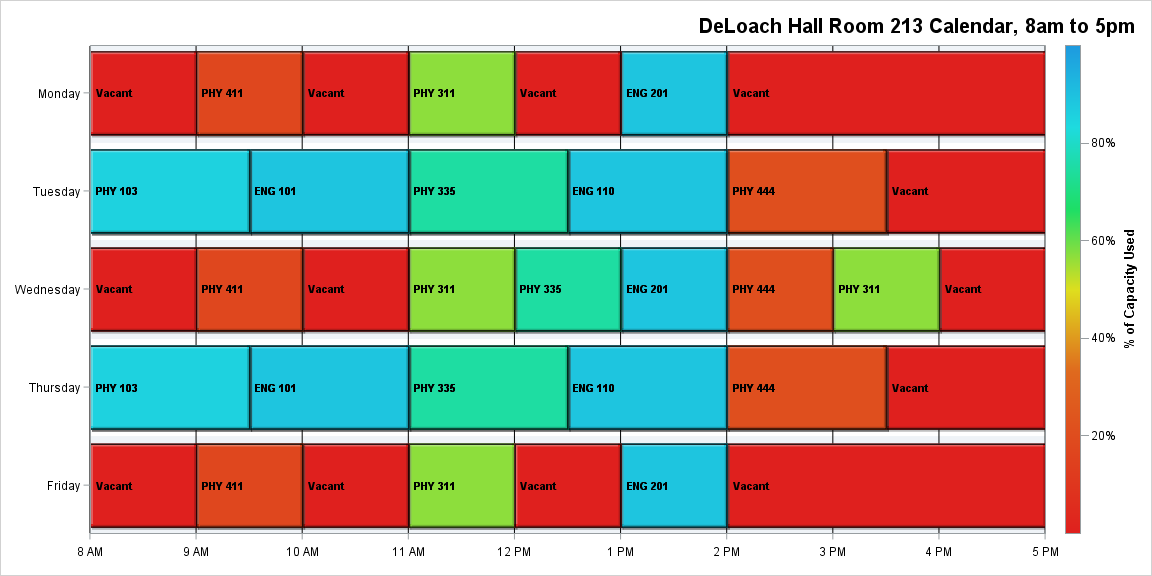 DeLoach Hall Room 213 Calendar, 8am to 5pm
Monday
Vacant
PHY 411
Vacant
PHY 311
Vacant
ENG 201
Vacant
Tuesday
PHY 103
ENG 101
PHY 335
ENG 110
PHY 444
Vacant
Wednesday
Vacant
PHY 411
Vacant
PHY 311
PHY 335
ENG 201
PHY 444
PHY 311
Vacant
Thursday
PHY 103
ENG 101
PHY 335
ENG 110
PHY 444
Vacant
Friday
Vacant
PHY 411
Vacant
PHY 311
Vacant
ENG 201
Vacant
8 AM
9 AM
10 AM
11 AM
12 PM
1 PM
2 PM
3 PM
4 PM
5 PM
80%
60%
40%
20%
% of Capacity Used